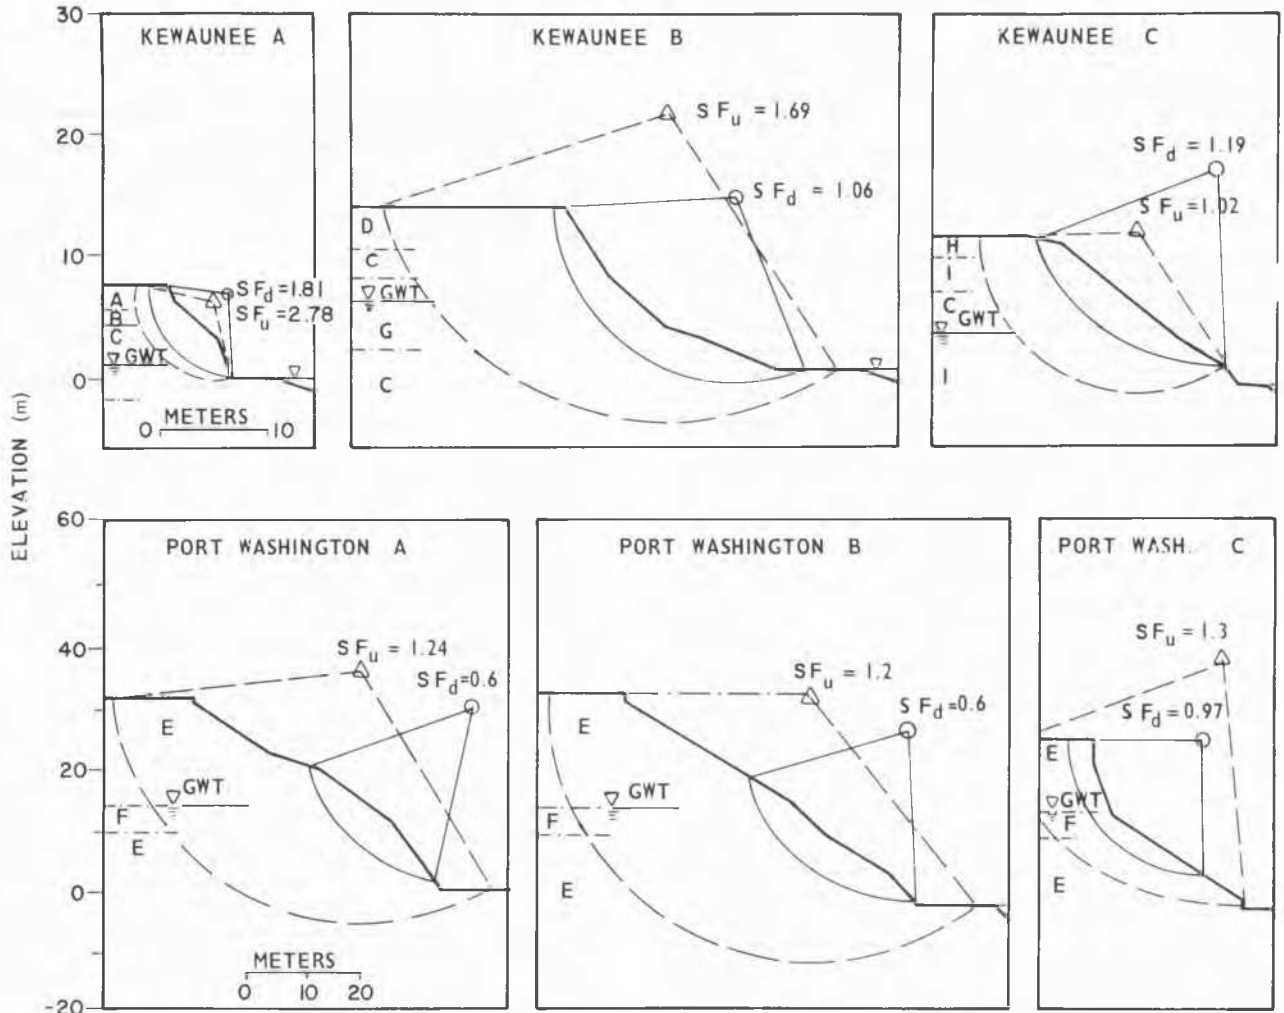 ELEVATION (m)
30
20
10
0
KEWAUNEE A
SF_d=1.81
SF_u=2.78
A
B
C
GWT
METERS
0 10
KEWAUNEE B
SF_u = 1.69
SF_d = 1.06
D
C
GWT
G
C
KEWAUNEE C
SF_d = 1.19
SF_u=1.02
H
I
C
GWT
I
60
40
20
0
-20
PORT WASHINGTON A
SF_u = 1.24
SF_d=0.6
E
GWT
F
E
METERS
0 10 20
PORT WASHINGTON B
SF_u = 1.2
SF_d=0.6
E
GWT
F
E
PORT WASH. C
SF_u = 1.3
SF_d=0.97
E
GWT
F
E